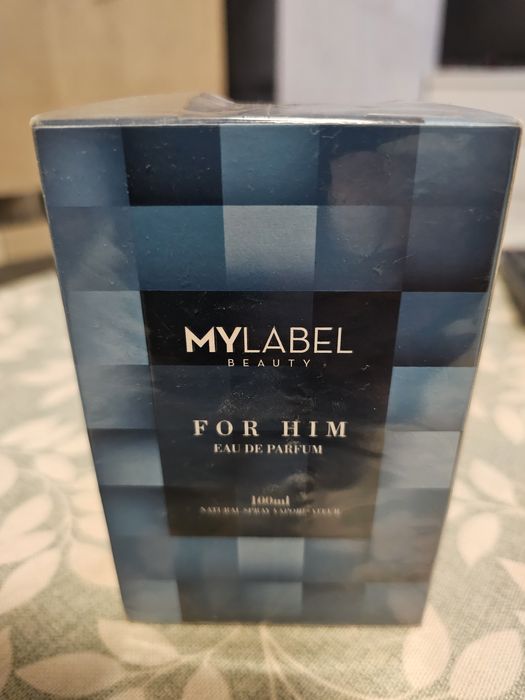 MYLABEL
BEAUTY
FOR HIM
EAU DE PARFUM
100ml
NATURAL SPRAY VAPORISATEUR